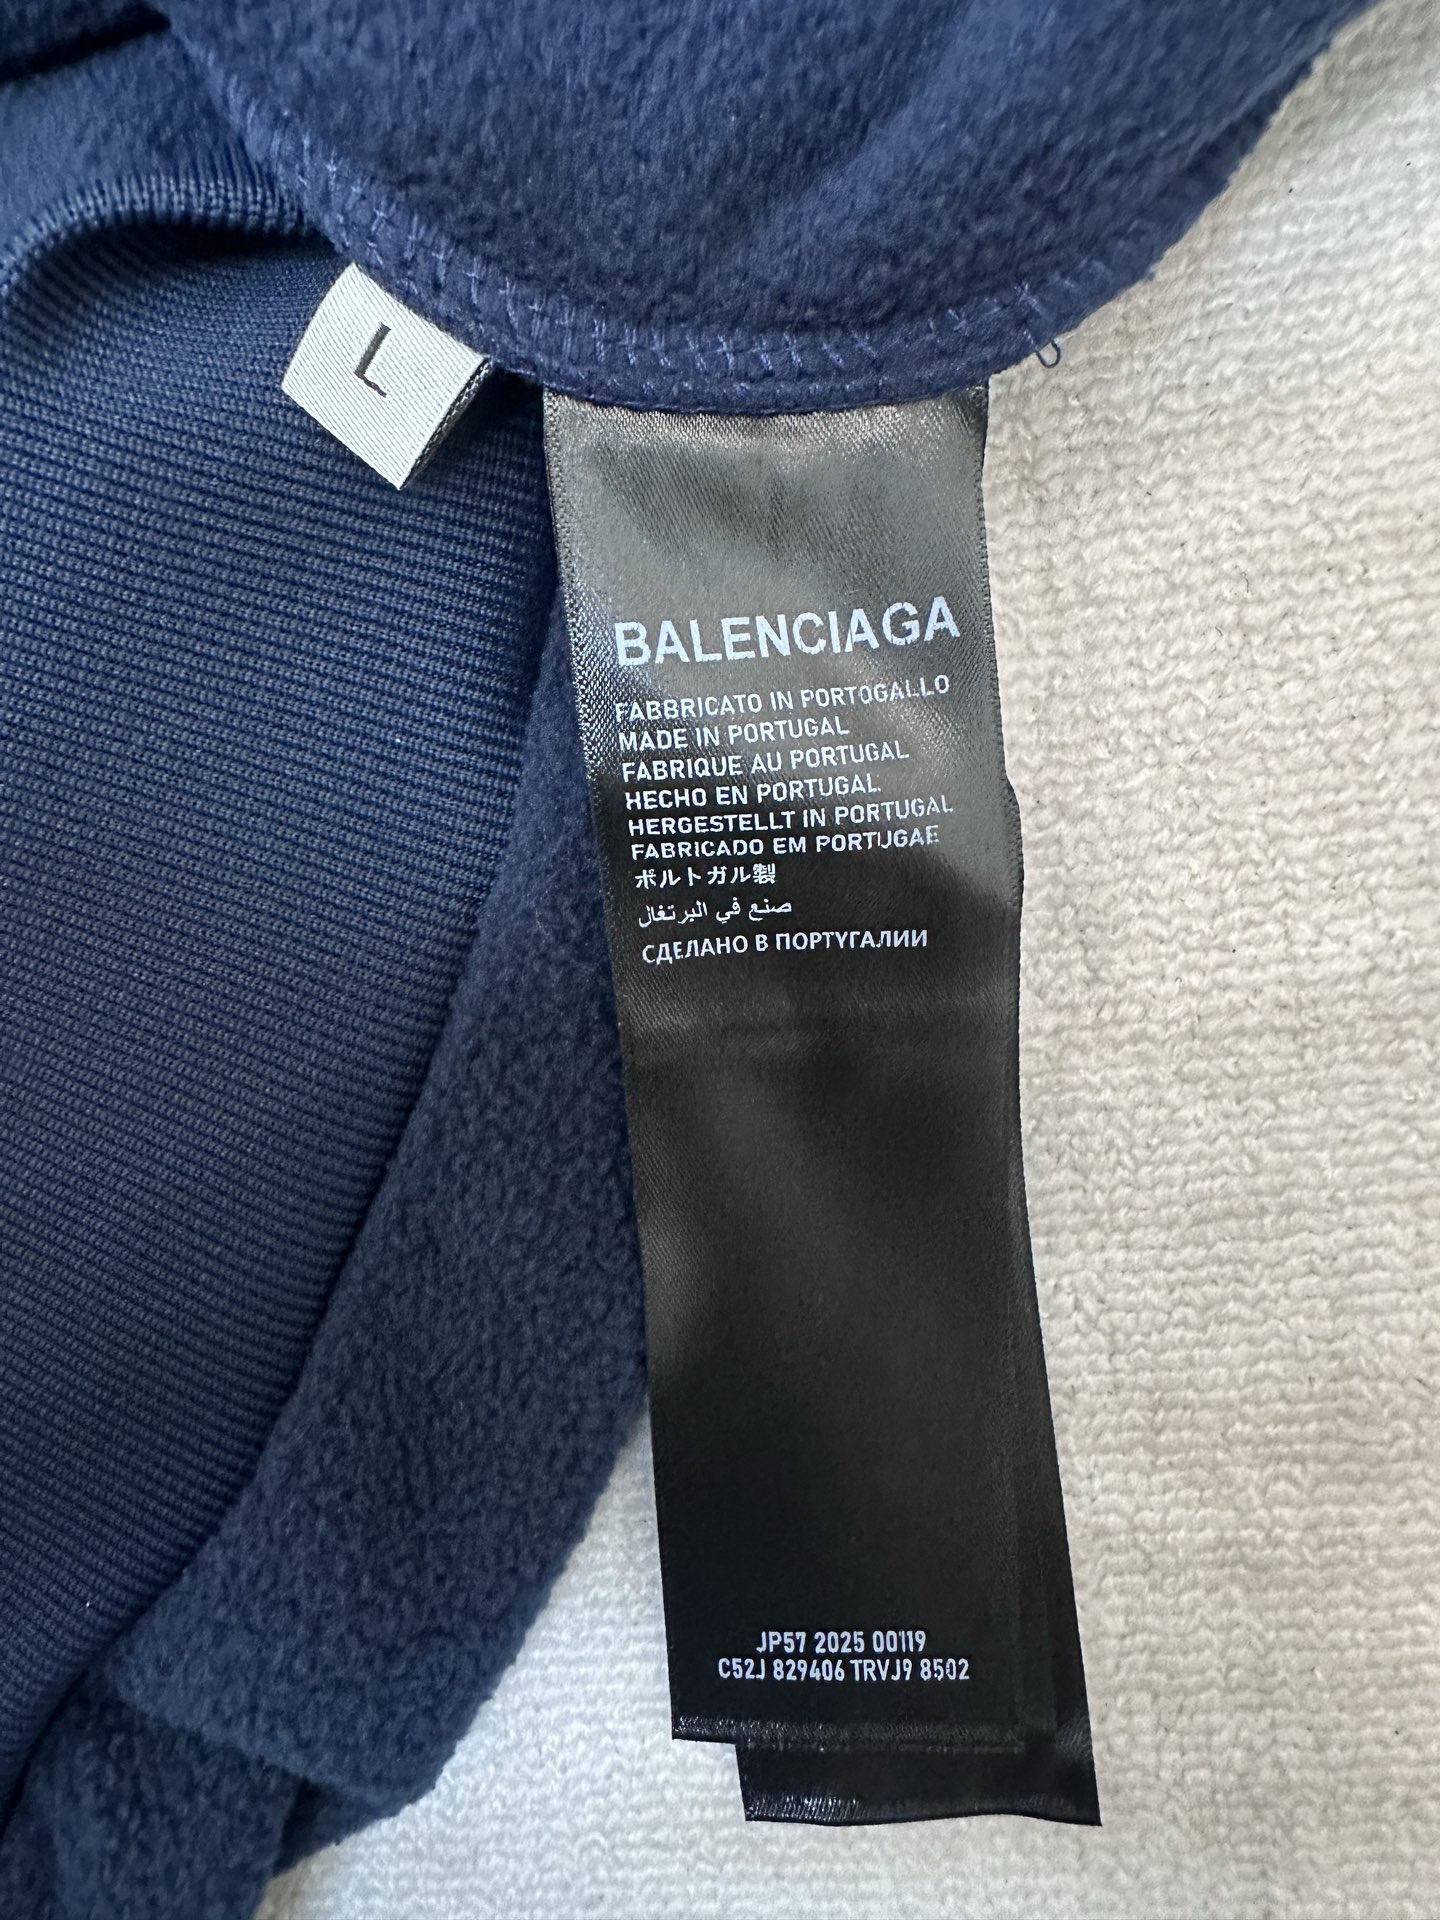 L
BALENCIAGA
FABBRICATO IN PORTOGALLO
MADE IN PORTUGAL
FABRIQUE AU PORTUGAL
HECHO EN PORTUGAL
HERGESTELLT IN PORTUGAL
FABRICADO EM PORTUGAE
ポルトガル製
صنع في البرتغال
СДЕЛАНО В ПОРТУГАЛИИ
JP57 2025 00119
C52J 829406 TRVJ9 8502